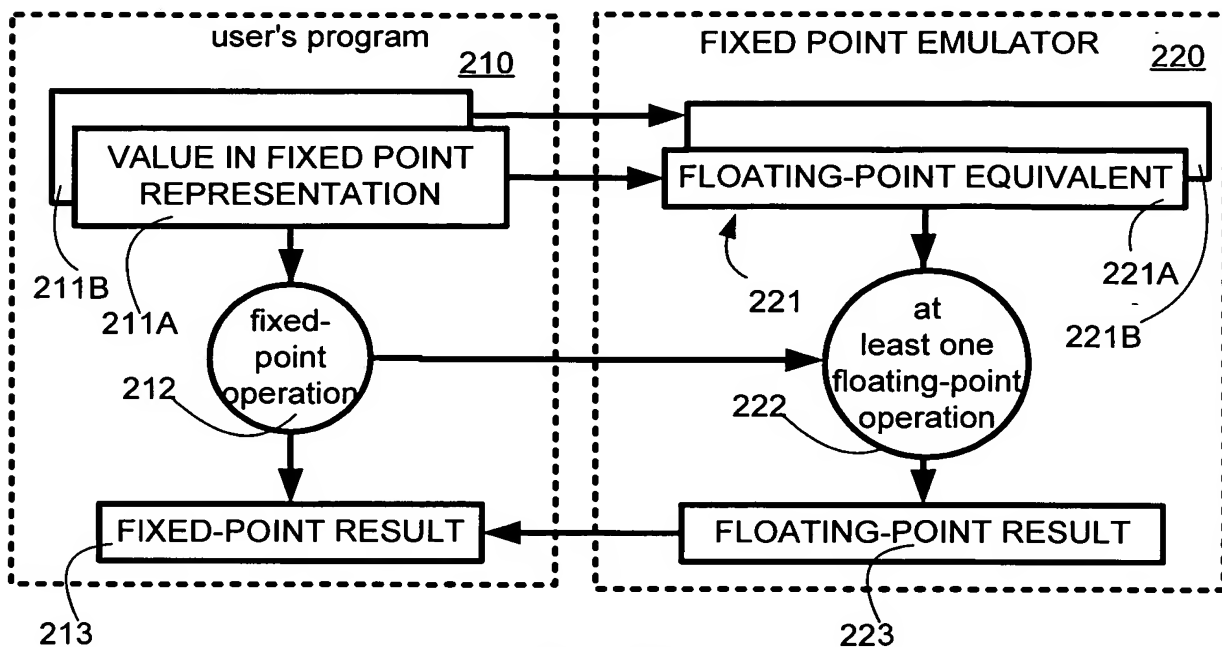 user's program
210
VALUE IN FIXED POINT
REPRESENTATION
211B
211A
fixed-
point
operation
212
FIXED-POINT RESULT
213
FIXED POINT EMULATOR
220
FLOATING-POINT EQUIVALENT
221
221A
221B
at
least one
floating-point
operation
222
FLOATING-POINT RESULT
223